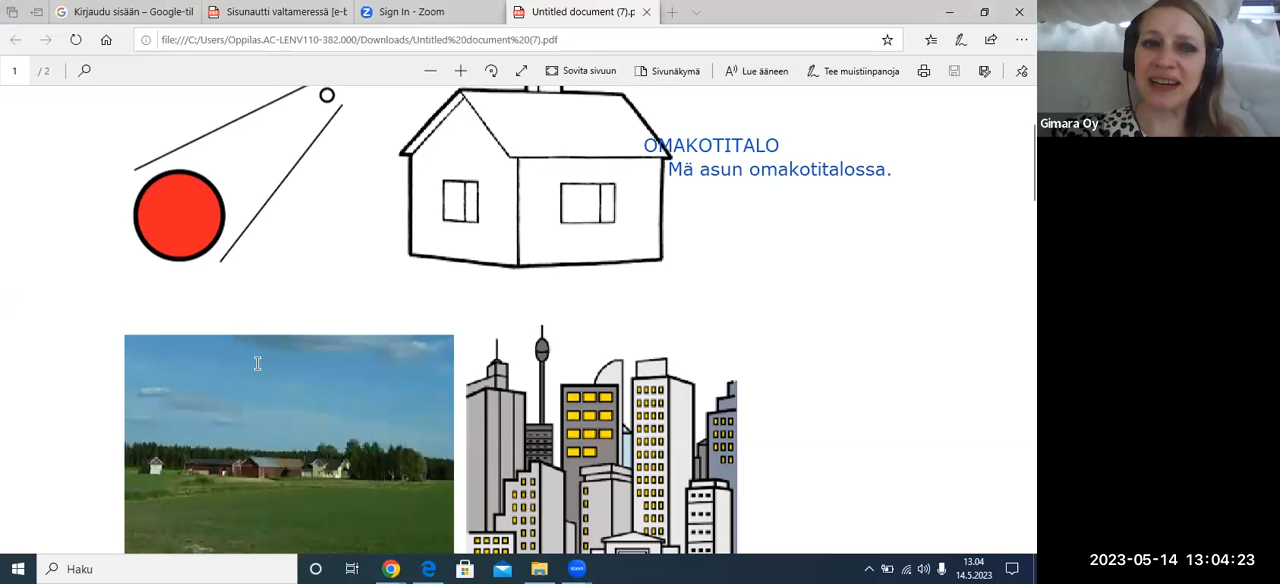 Kirjaudu sisään – Google-til
Sisunautti valtameressä [e-b
Sign In - Zoom
Untitled document (7).p
file:///C:/Users/Oppilas.AC-LENV110-382.000/Downloads/Untitled%20document%20(7).pdf
1 / 2
Sovita sivuun
Sivunäkymä
Lue ääneen
Tee muistiinpanoja
Gimara Oy
OMAKOTITALO
Mä asun omakotitalossa.
Haku
zoom
13.04
14.5.2023
2023-05-14 13:04:23